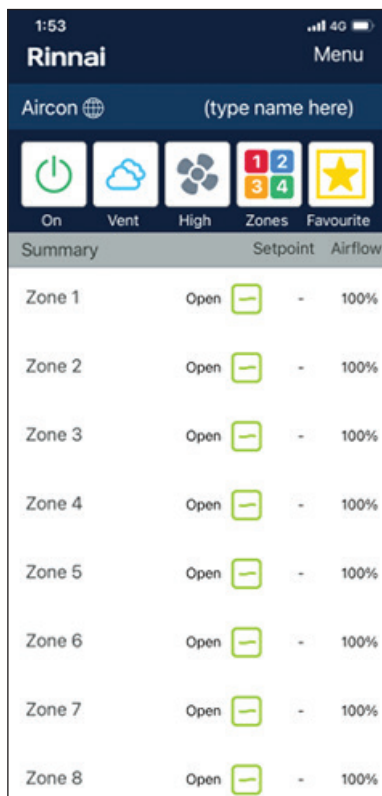 1:53 4G
Rinnai Menu
Aircon (type name here)
1 2
3 4
On Vent High Zones Favourite
Summary Setpoint Airflow
Zone 1 Open - 100%
Zone 2 Open - 100%
Zone 3 Open - 100%
Zone 4 Open - 100%
Zone 5 Open - 100%
Zone 6 Open - 100%
Zone 7 Open - 100%
Zone 8 Open - 100%